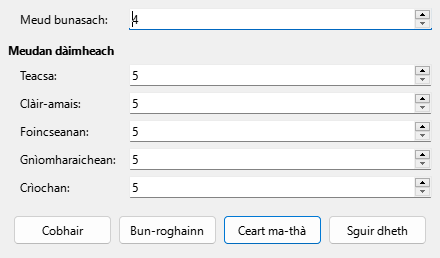 Meud bunasach: 4
Meudan dàimheach
Teacsa: 5
Clàir-amais: 5
Foincseanan: 5
Gnìomharaichean: 5
Crìochan: 5
Cobhair Bun-roghainn Ceart ma-thà Sguir dheth